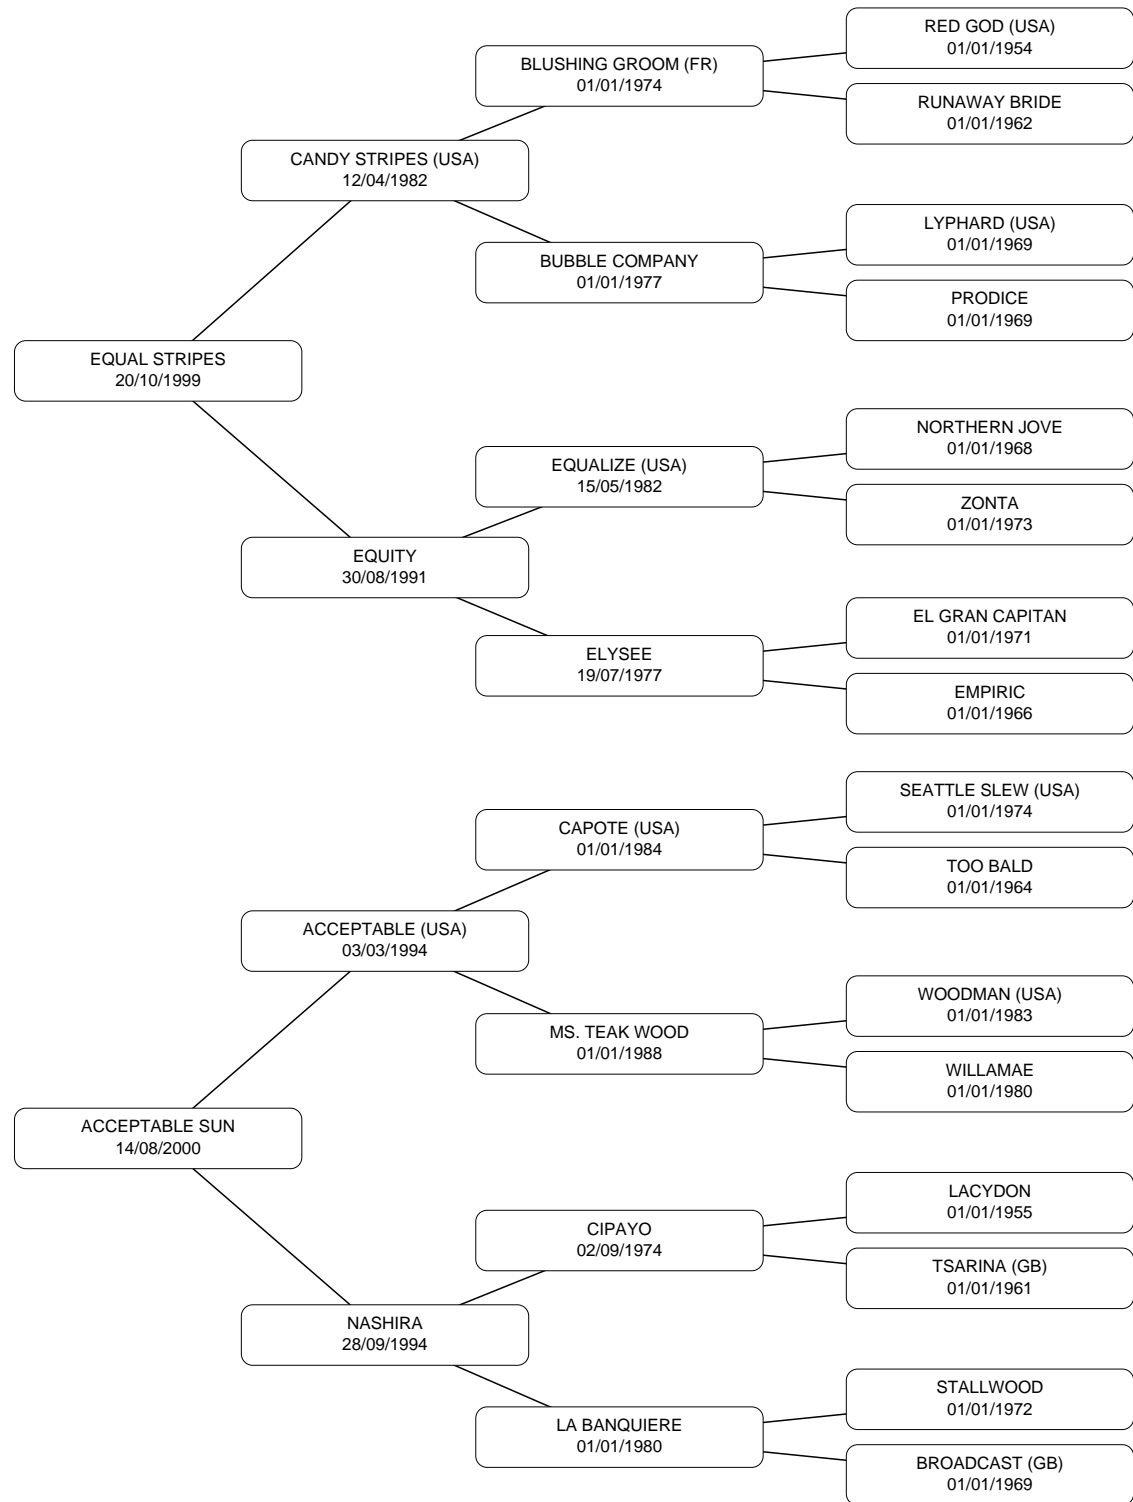 RED GOD (USA)
01/01/1954
BLUSHING GROOM (FR)
01/01/1974
RUNAWAY BRIDE
01/01/1962
CANDY STRIPES (USA)
12/04/1982
LYPHARD (USA)
01/01/1969
BUBBLE COMPANY
01/01/1977
PRODICE
01/01/1969
EQUAL STRIPES
20/10/1999
NORTHERN JOVE
01/01/1968
EQUALIZE (USA)
15/05/1982
ZONTA
01/01/1973
EQUITY
30/08/1991
EL GRAN CAPITAN
01/01/1971
ELYSEE
19/07/1977
EMPIRIC
01/01/1966
SEATTLE SLEW (USA)
01/01/1974
CAPOTE (USA)
01/01/1984
TOO BALD
01/01/1964
ACCEPTABLE (USA)
03/03/1994
WOODMAN (USA)
01/01/1983
MS. TEAK WOOD
01/01/1988
WILLAMAE
01/01/1980
ACCEPTABLE SUN
14/08/2000
LACYDON
01/01/1955
CIPAYO
02/09/1974
TSARINA (GB)
01/01/1961
NASHIRA
28/09/1994
STALLWOOD
01/01/1972
LA BANQUIERE
01/01/1980
BROADCAST (GB)
01/01/1969